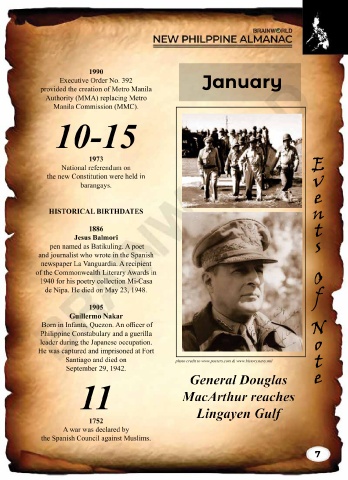 BRAINWORLD
NEW PHILPPINE ALMANAC
1990
Executive Order No. 392
provided the creation of Metro Manila
Authority (MMA) replacing Metro
Manila Commission (MMC).
10-15
1973
National referendum on
the new Constitution were held in
barangays.
HISTORICAL BIRTHDATES
1886
Jesus Balmori
pen named as Batikuling. A poet
and journalist who wrote in the Spanish
newspaper La Vanguardia. A recipient
of the Commonwealth Literary Awards in
1940 for his poetry collection Mi-Casa
de Nipa. He died on May 23, 1948.
1905
Guillermo Nakar
Born in Infanta, Quezon. An officer of
Philippine Constabulary and a guerilla
leader during the Japanese occupation.
He was captured and imprisoned at Fort
Santiago and died on
September 29, 1942.
11
1752
A war was declared by
the Spanish Council against Muslims.
January
Events Of Note
General Douglas
MacArthur reaches
Lingayen Gulf
7